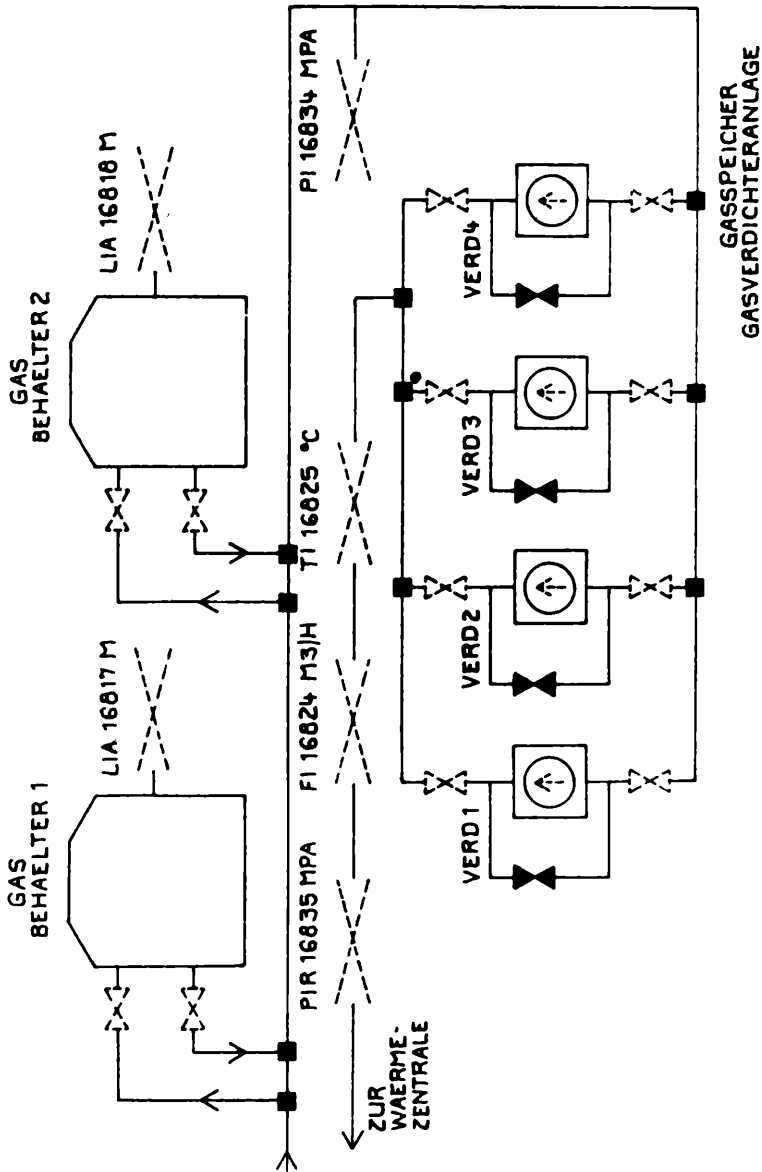 GAS
BEHAELTER 1
LIA 16817 M
GAS
BEHAELTER 2
LIA 16818 M
PIR 16835 MPA
FI 16824 M3/H
TI 16825 °C
PI 16834 MPA
ZUR
WAERME-
ZENTRALE
VERD1
VERD2
VERD3
VERD4
GASSPEICHER
GASVERDICHTERANLAGE